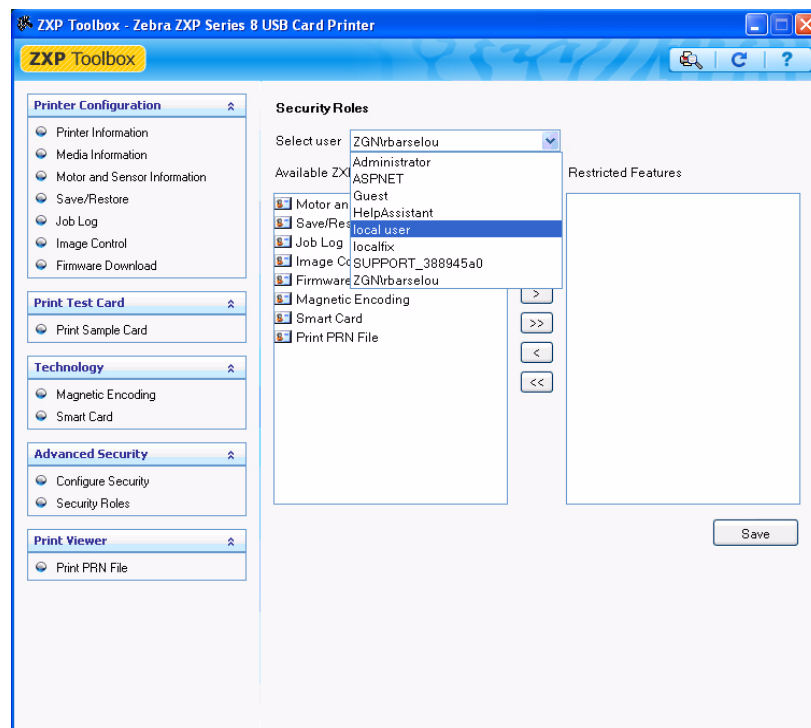 ZXP Toolbox - Zebra ZXP Series 8 USB Card Printer
ZXP Toolbox
?
Printer Configuration
Printer Information
Media Information
Motor and Sensor Information
Save/Restore
Job Log
Image Control
Firmware Download
Print Test Card
Print Sample Card
Technology
Magnetic Encoding
Smart Card
Advanced Security
Configure Security
Security Roles
Print Viewer
Print PRN File
Security Roles
Select user ZGN\rbarselou
Administrator
ASPNET
Guest
HelpAssistant
local user
localfix
SUPPORT_388945a0
ZGN\rbarselou
Available ZX
Motor an
Save/Res
Job Log
Image Co
Firmware
Magnetic Encoding
Smart Card
Print PRN File
>
>>
<
<<
Restricted Features
Save